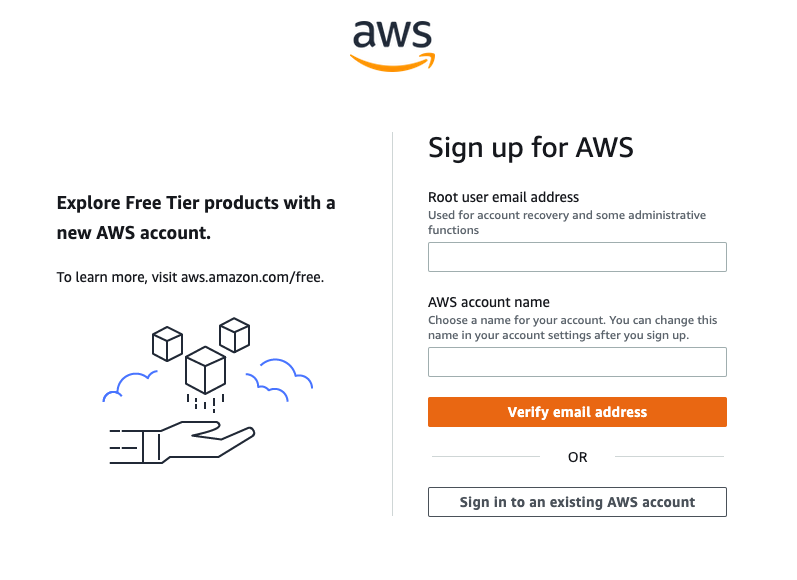 aws
Explore Free Tier products with a
new AWS account.
To learn more, visit aws.amazon.com/free.
Sign up for AWS
Root user email address
Used for account recovery and some administrative
functions
AWS account name
Choose a name for your account. You can change this
name in your account settings after you sign up.
Verify email address
OR
Sign in to an existing AWS account